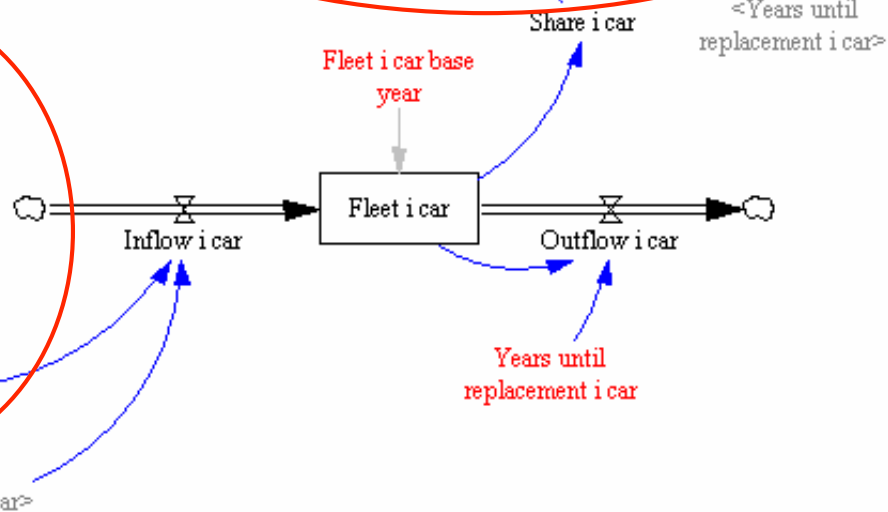 Share i car
<Years until
replacement i car>
Fleet i car base
year
Fleet i car
Inflow i car
Outflow i car
Years until
replacement i car
ar>